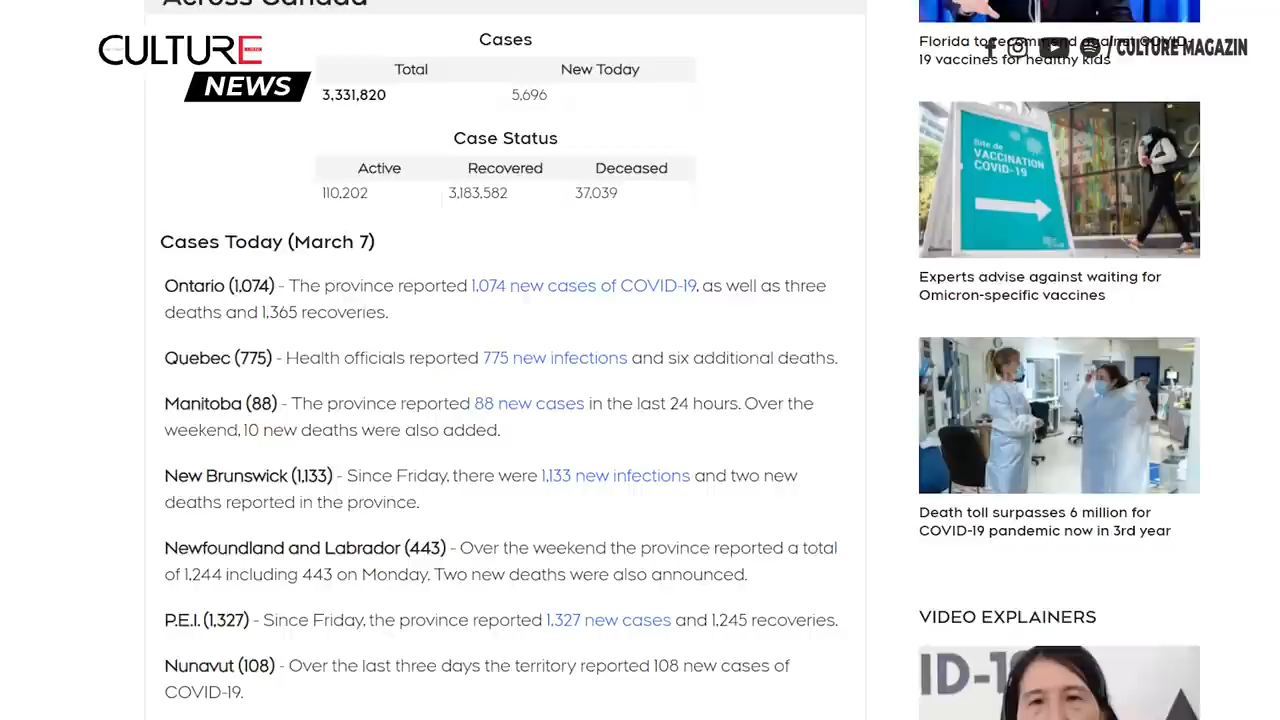 Across Canada
CULTURE
NEWS
Cases
Total New Today
3,331,820 5,696
Case Status
Active Recovered Deceased
110,202 3,183,582 37,039
Cases Today (March 7)
Ontario (1,074) - The province reported 1,074 new cases of COVID-19, as well as three
deaths and 1,365 recoveries.
Quebec (775) - Health officials reported 775 new infections and six additional deaths.
Manitoba (88) - The province reported 88 new cases in the last 24 hours. Over the
weekend, 10 new deaths were also added.
New Brunswick (1,133) - Since Friday, there were 1,133 new infections and two new
deaths reported in the province.
Newfoundland and Labrador (443) - Over the weekend the province reported a total
of 1,244 including 443 on Monday. Two new deaths were also announced.
P.E.I. (1,327) - Since Friday, the province reported 1,327 new cases and 1,245 recoveries.
Nunavut (108) - Over the last three days the territory reported 108 new cases of
COVID-19.
/CULTURE MAGAZIN
Florida to recommend against COVID-
19 vaccines for healthy kids
Site de
VACCINATION
COVID-19
Experts advise against waiting for
Omicron-specific vaccines
Death toll surpasses 6 million for
COVID-19 pandemic now in 3rd year
VIDEO EXPLAINERS
ID-19